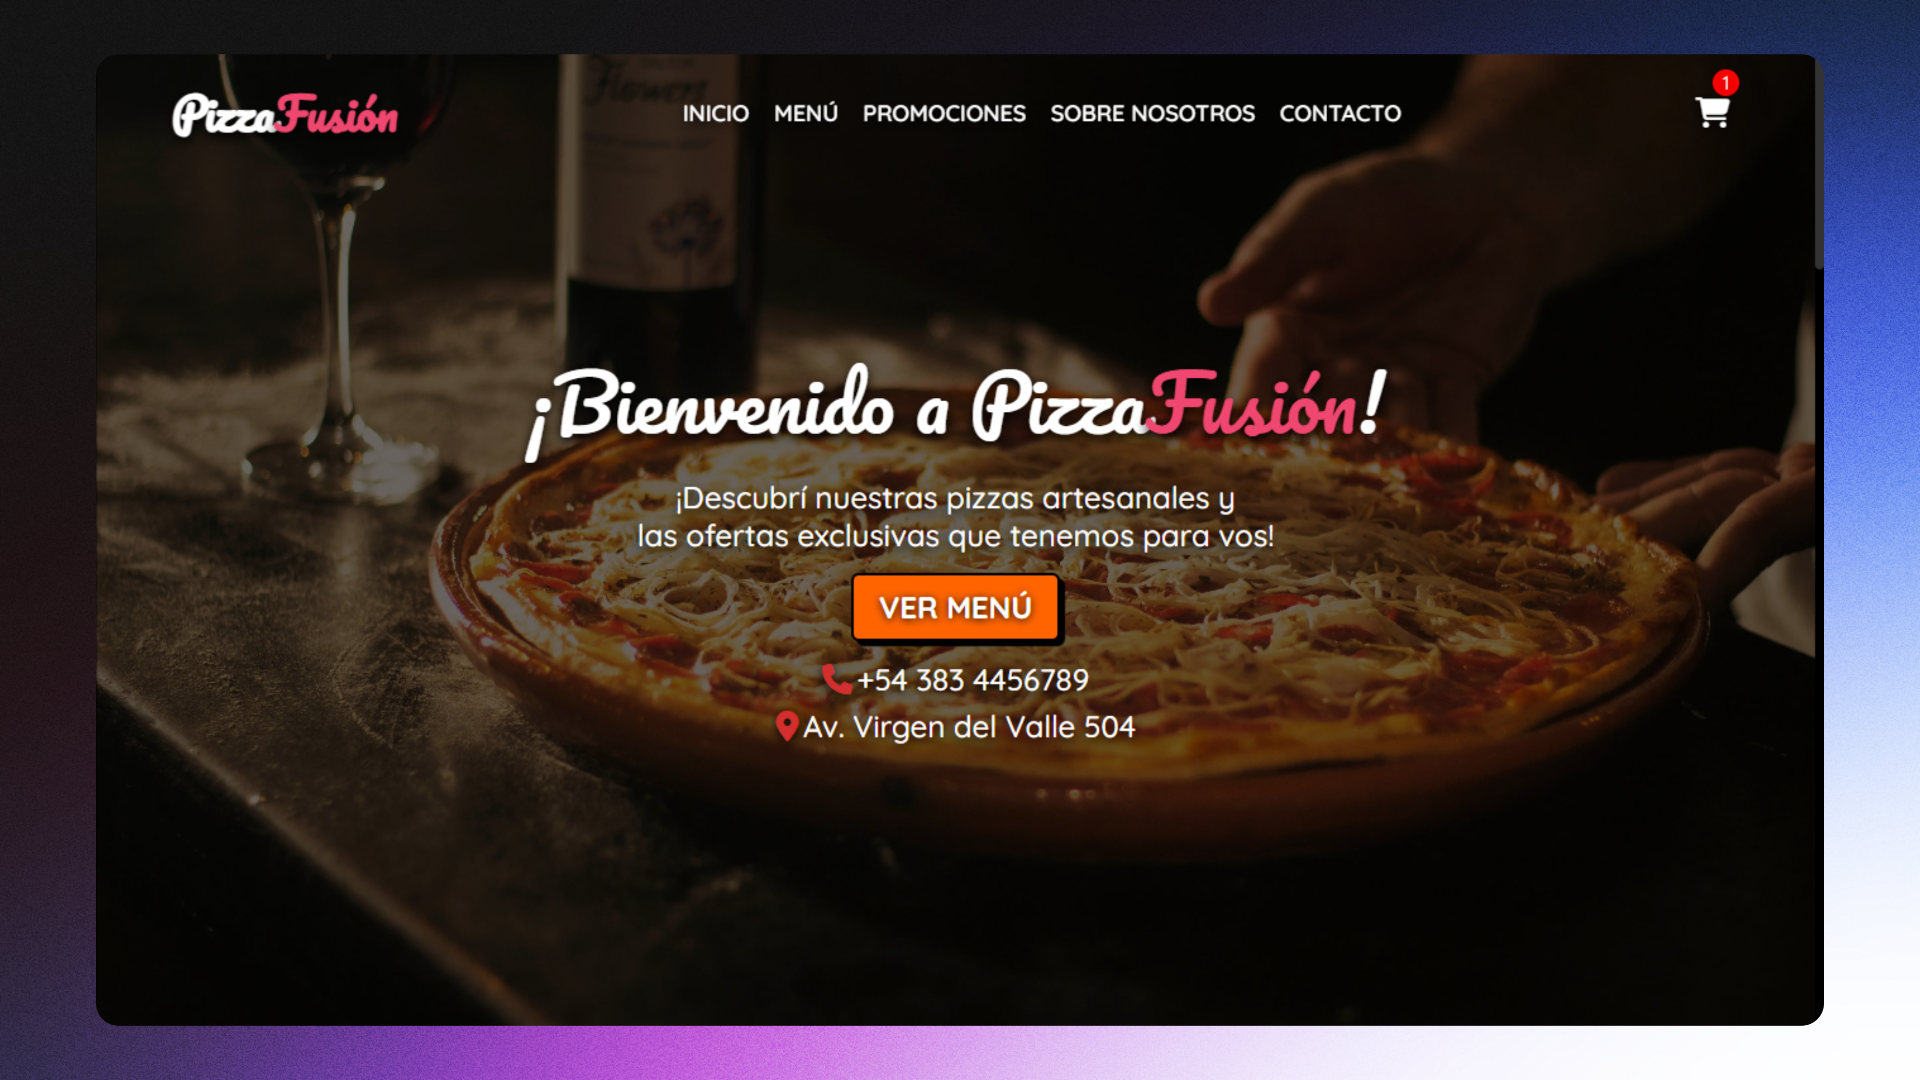 PizzaFusión
INICIO MENÚ PROMOCIONES SOBRE NOSOTROS CONTACTO
1
Flowers
¡Bienvenido a PizzaFusión!
¡Descubrí nuestras pizzas artesanales y
las ofertas exclusivas que tenemos para vos!
VER MENÚ
+54 383 4456789
Av. Virgen del Valle 504